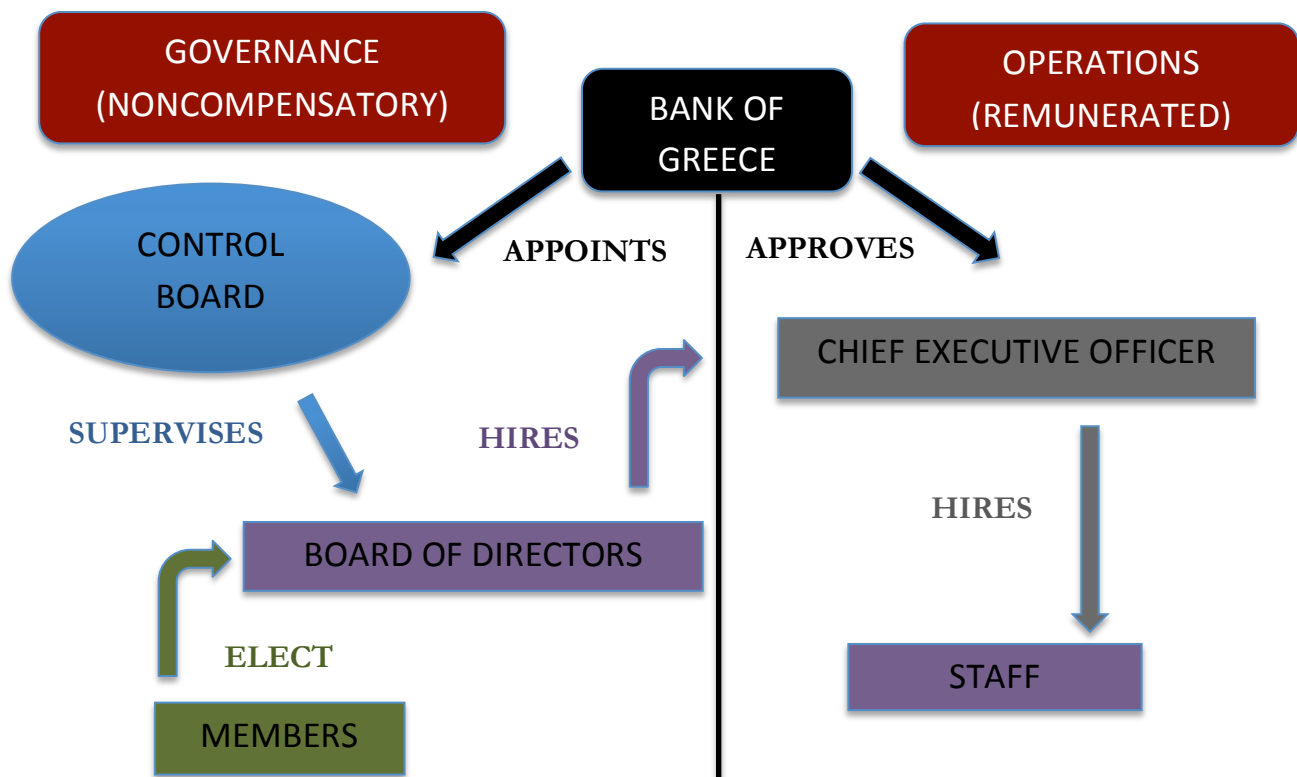 GOVERNANCE
(NONCOMPENSATORY)
BANK OF
GREECE
OPERATIONS
(REMUNERATED)
CONTROL
BOARD
APPOINTS
APPROVES
CHIEF EXECUTIVE OFFICER
SUPERVISES
HIRES
HIRES
BOARD OF DIRECTORS
ELECT
STAFF
MEMBERS